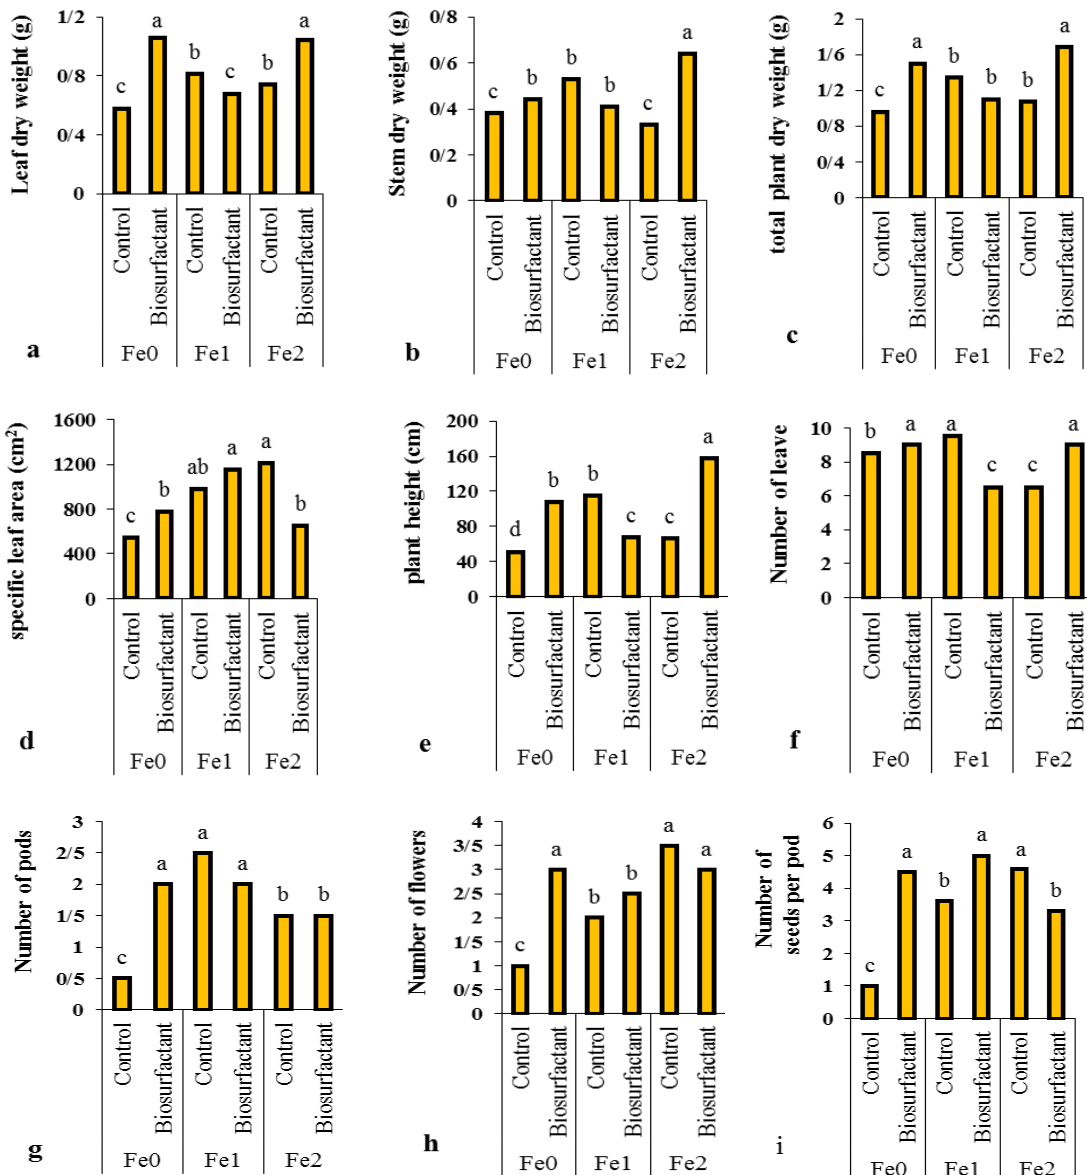 Leaf dry weight (g)
1/2
0/8
0/4
0
c
a
b
c
b
a
Control
Biosurfactant
Control
Biosurfactant
Control
Biosurfactant
Fe0
Fe1
Fe2
a
Stem dry weight (g)
0/8
0/6
0/4
0/2
0
c
b
b
b
c
a
Control
Biosurfactant
Control
Biosurfactant
Control
Biosurfactant
Fe0
Fe1
Fe2
b
total plant dry weight (g)
2
1/6
1/2
0/8
0/4
0
c
a
b
b
b
a
Control
Biosurfactant
Control
Biosurfactant
Control
Biosurfactant
Fe0
Fe1
Fe2
c
specific leaf area (cm²)
1600
1200
800
400
0
c
b
ab
a
a
b
Control
Biosurfactant
Control
Biosurfactant
Control
Biosurfactant
Fe0
Fe1
Fe2
d
plant height (cm)
200
160
120
80
40
0
d
b
b
c
c
a
Control
Biosurfactant
Control
Biosurfactant
Control
Biosurfactant
Fe0
Fe1
Fe2
e
Number of leave
10
8
6
4
2
0
b
a
a
c
c
a
Control
Biosurfactant
Control
Biosurfactant
Control
Biosurfactant
Fe0
Fe1
Fe2
f
Number of pods
3
2/5
2
1/5
1
0/5
0
c
a
a
a
b
b
Control
Biosurfactant
Control
Biosurfactant
Control
Biosurfactant
Fe0
Fe1
Fe2
g
Number of flowers
4
3/5
3
2/5
2
1/5
1
0/5
0
c
a
b
b
a
a
Control
Biosurfactant
Control
Biosurfactant
Control
Biosurfactant
Fe0
Fe1
Fe2
h
Number of
seeds per pod
6
5
4
3
2
1
0
c
a
b
a
a
b
Control
Biosurfactant
Control
Biosurfactant
Control
Biosurfactant
Fe0
Fe1
Fe2
i